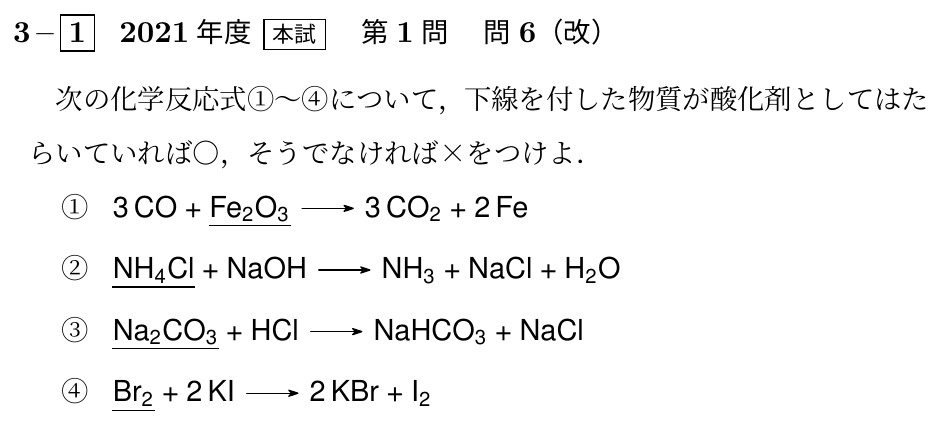 3－1 2021 年度 本試 第 1 問 問 6（改）
次の化学反応式①～④について，下線を付した物質が酸化剤としてはた
らいていれば○，そうでなければ×をつけよ．
① 3 CO + Fe₂O₃ ⟶ 3 CO₂ + 2 Fe
② NH₄Cl + NaOH ⟶ NH₃ + NaCl + H₂O
③ Na₂CO₃ + HCl ⟶ NaHCO₃ + NaCl
④ Br₂ + 2 KI ⟶ 2 KBr + I₂